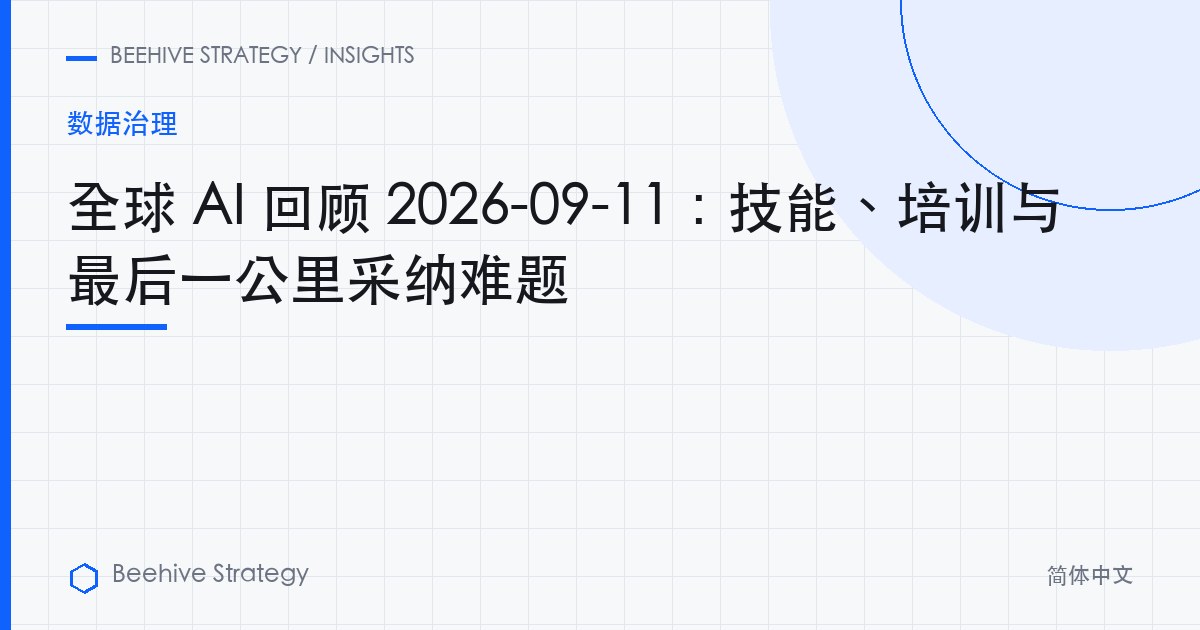 BEEHIVE STRATEGY / INSIGHTS
数据治理
全球 AI 回顾 2026-09-11：技能、培训与
最后一公里采纳难题
Beehive Strategy
简体中文